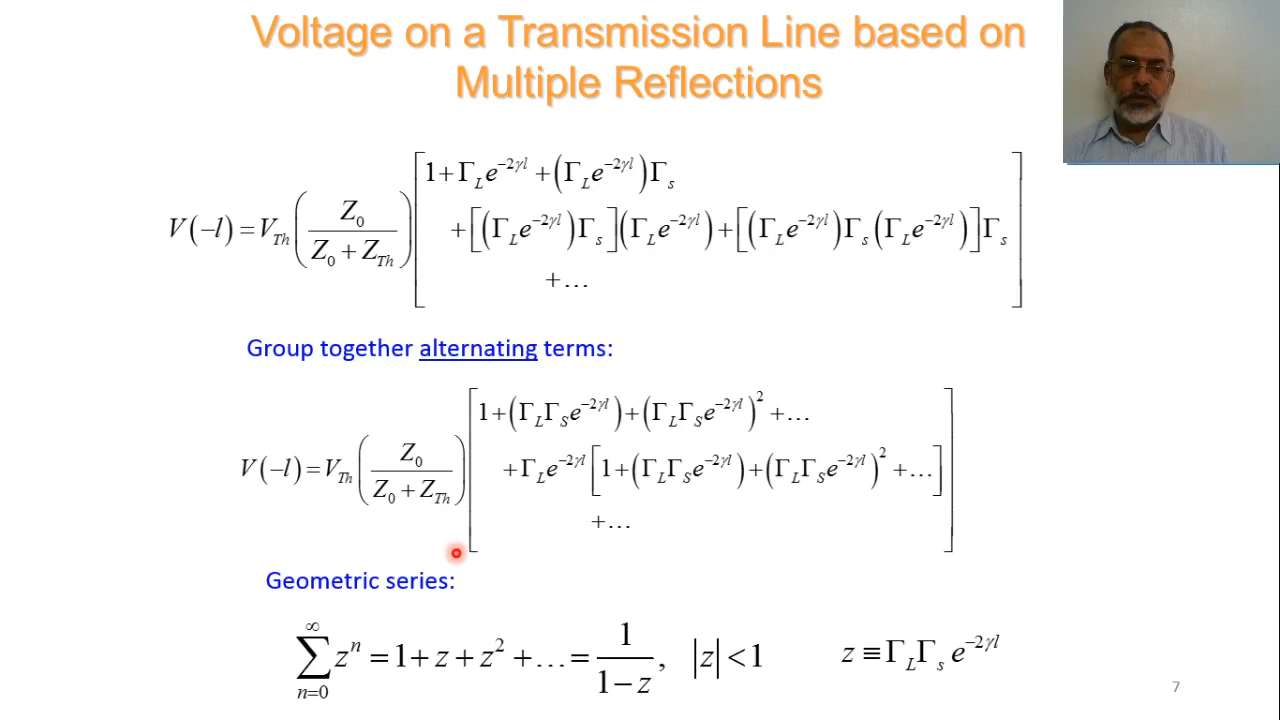 Voltage on a Transmission Line based on
Multiple Reflections
V(−l) = V_Th (Z_0 / (Z_0 + Z_Th)) [ 1 + Γ_L e^{−2γl} + (Γ_L e^{−2γl}) Γ_s
+ [(Γ_L e^{−2γl}) Γ_s] (Γ_L e^{−2γl}) + [(Γ_L e^{−2γl}) Γ_s (Γ_L e^{−2γl})] Γ_s
+ … ]
Group together alternating terms:
V(−l) = V_Th (Z_0 / (Z_0 + Z_Th)) [ 1 + (Γ_L Γ_S e^{−2γl}) + (Γ_L Γ_S e^{−2γl})^2 + …
+ Γ_L e^{−2γl} [ 1 + (Γ_L Γ_S e^{−2γl}) + (Γ_L Γ_S e^{−2γl})^2 + … ]
+ … ]
Geometric series:
∑_{n=0}^{∞} z^n = 1 + z + z^2 + … = 1 / (1 − z), |z| < 1 z ≡ Γ_L Γ_s e^{−2γl}
7